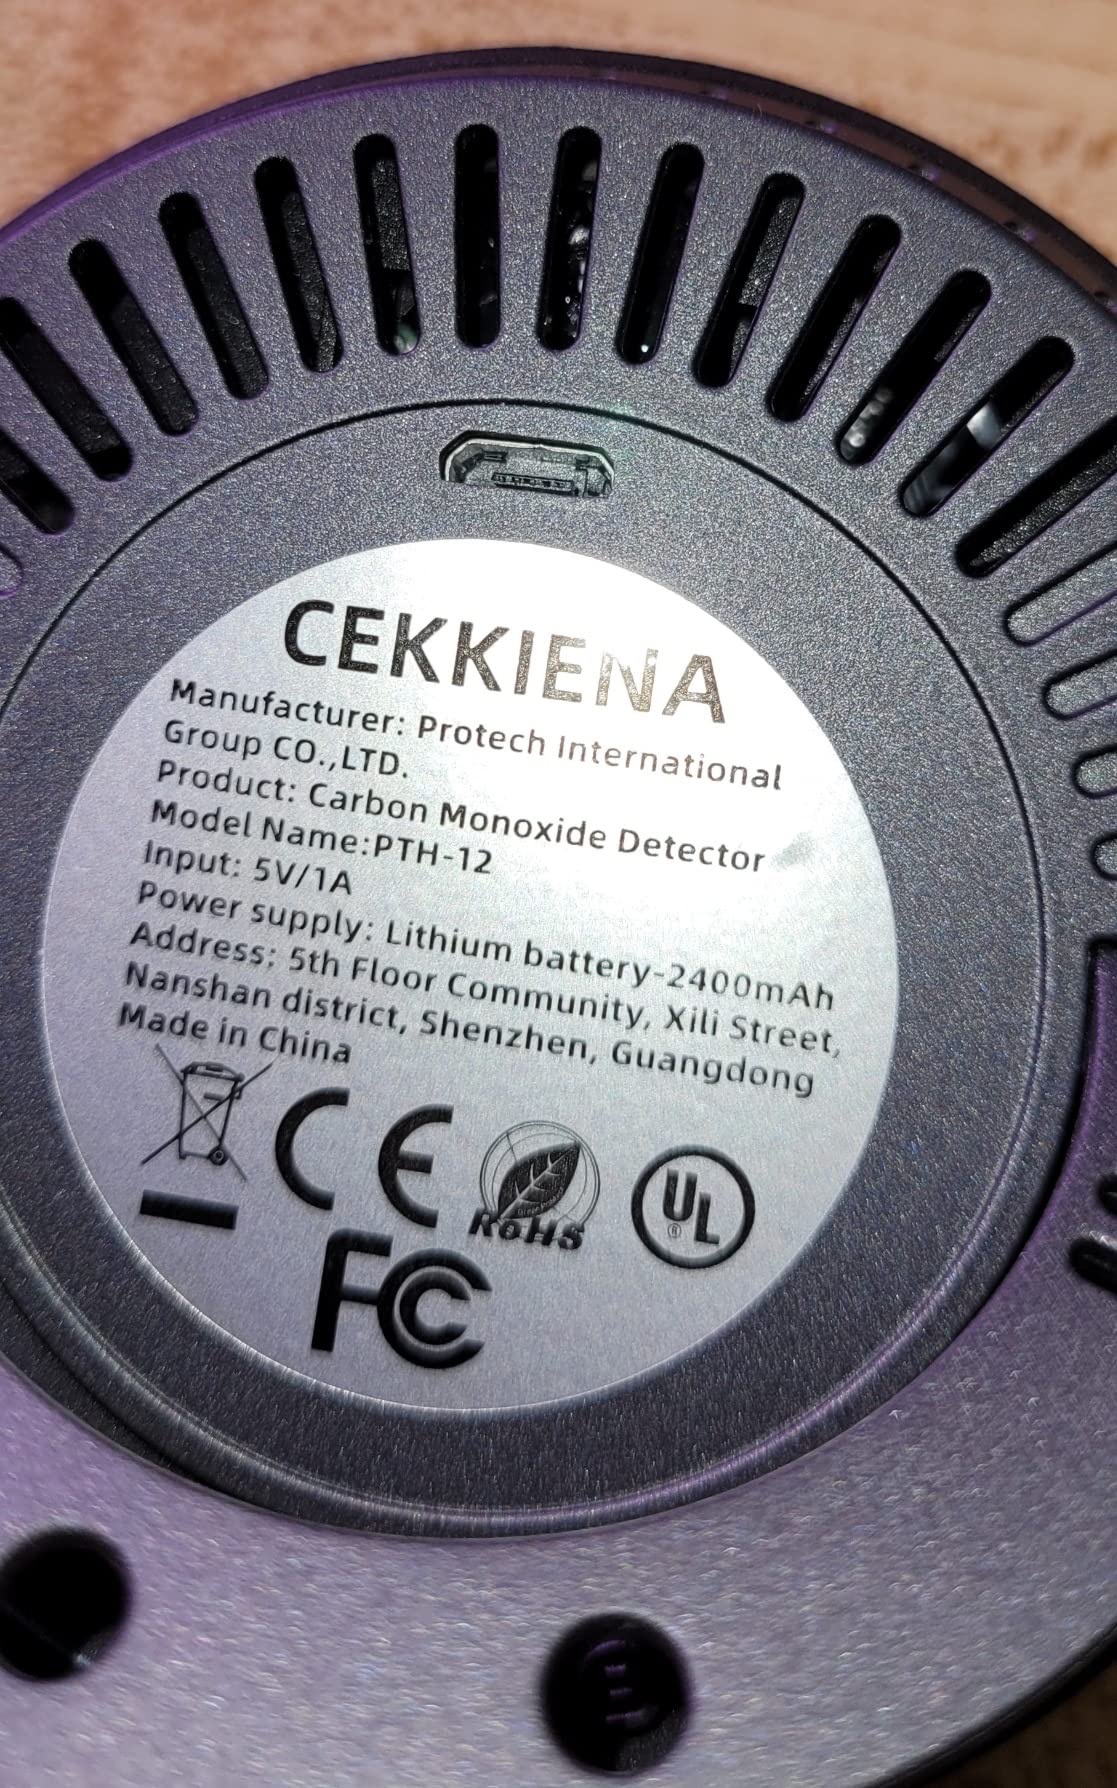 CEKKIENA
Manufacturer: Protech International
Group CO.,LTD.
Product: Carbon Monoxide Detector
Model Name:PTH-12
Input: 5V/1A
Power supply: Lithium battery-2400mAh
Address: 5th Floor Community, Xili Street,
Nanshan district, Shenzhen, Guangdong
Made in China
CE
RoHS
UL
®
FC